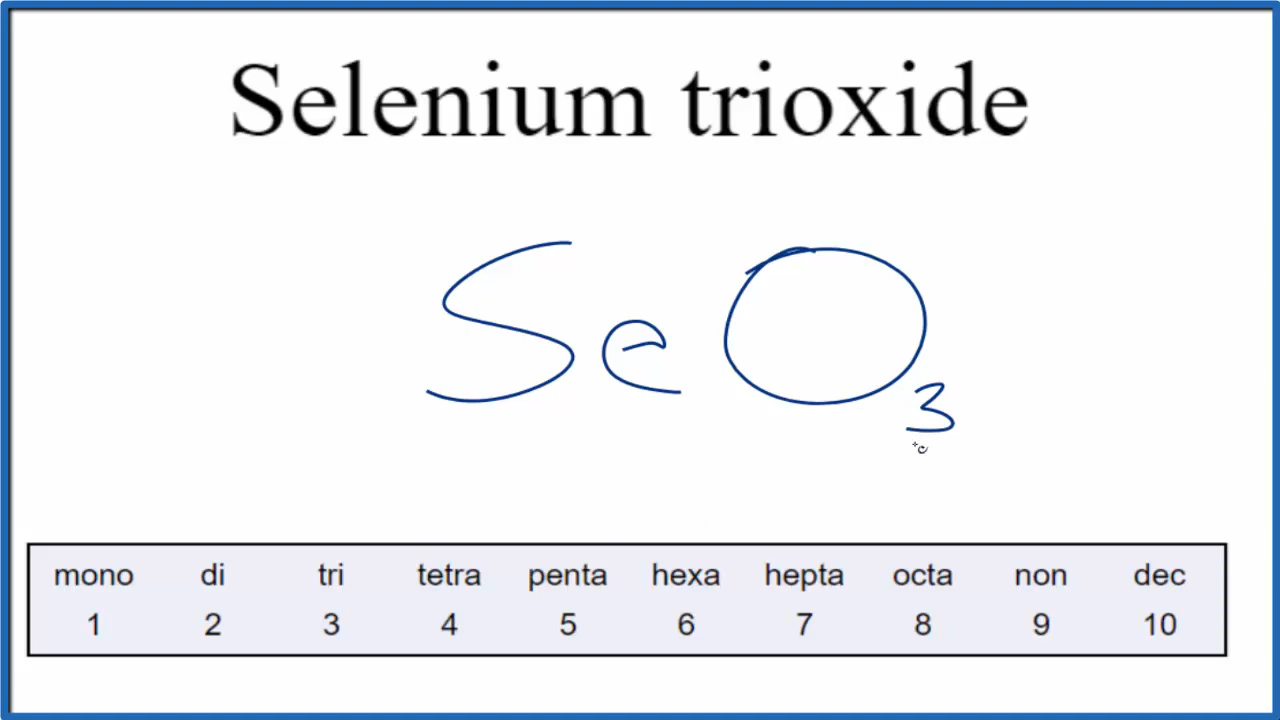 Selenium trioxide
SeO₃
mono di tri tetra penta hexa hepta octa non dec
1 2 3 4 5 6 7 8 9 10